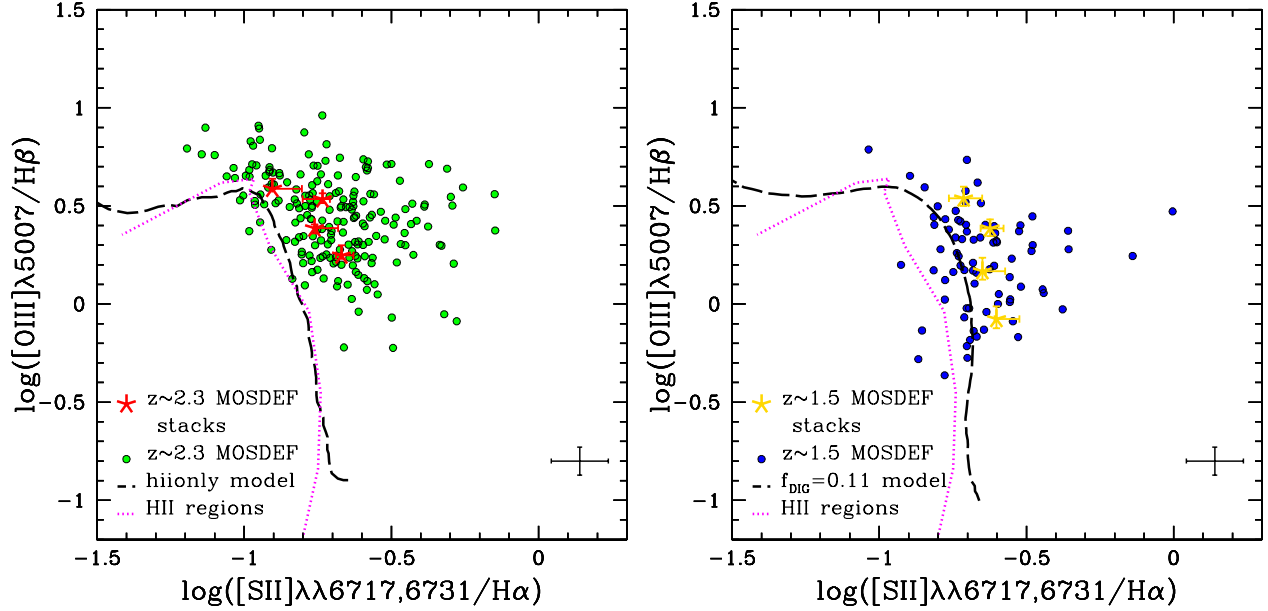 1.5
1
0.5
0
−0.5
−1
log([OIII]λ5007/Hβ)
z~2.3 MOSDEF
stacks
z~2.3 MOSDEF
hiionly model
HII regions
−1.5 −1 −0.5 0
log([SII]λλ6717,6731/Hα)
1.5
1
0.5
0
−0.5
−1
log([OIII]λ5007/Hβ)
z~1.5 MOSDEF
stacks
z~1.5 MOSDEF
f_DIG=0.11 model
HII regions
−1.5 −1 −0.5 0
log([SII]λλ6717,6731/Hα)